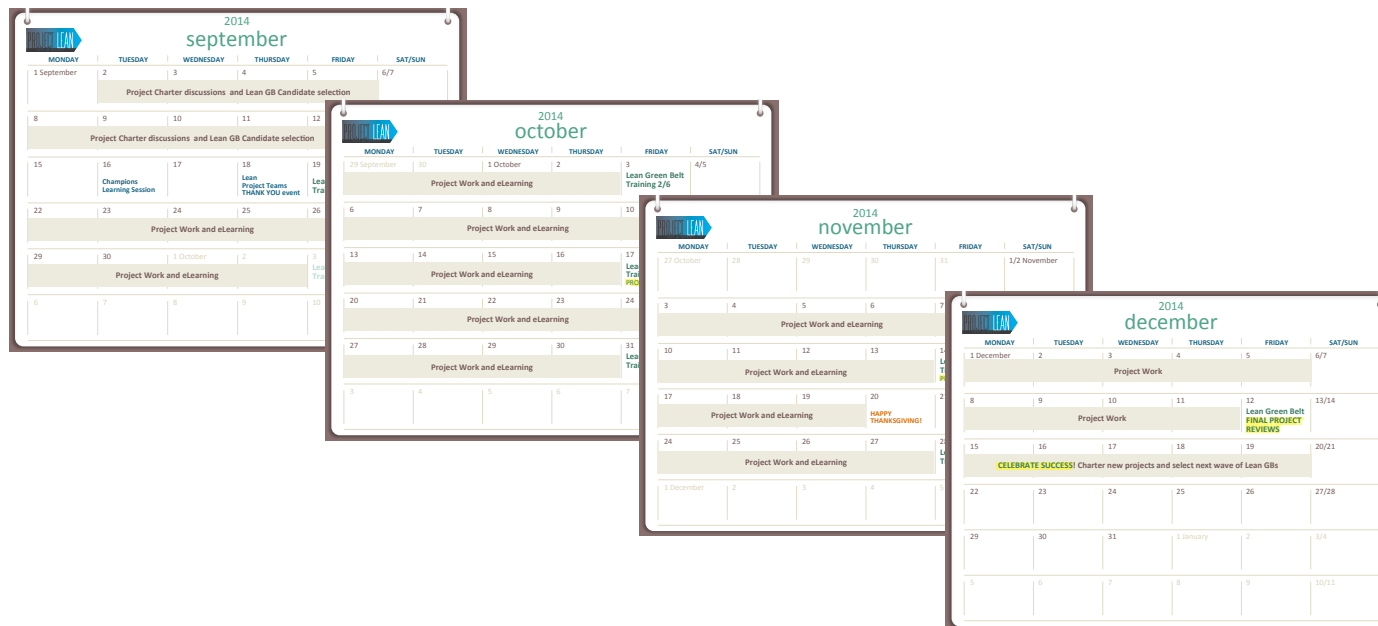 2014
september
PROJECT LEAN
MONDAY TUESDAY WEDNESDAY THURSDAY FRIDAY SAT/SUN
1 September 2 3 4 5 6/7
Project Charter discussions and Lean GB Candidate selection
8 9 10 11 12
Project Charter discussions and Lean GB Candidate selection
15 16 17 18 19
Champions
Learning Session
Lean
Project Teams
THANK YOU event
22 23 24 25 26
Project Work and eLearning
29 30 1 October 2 3
Project Work and eLearning
6 7 8 9 10
2014
october
PROJECT LEAN
MONDAY TUESDAY WEDNESDAY THURSDAY FRIDAY SAT/SUN
29 September 30 1 October 2 3 4/5
Project Work and eLearning
Lean Green Belt
Training 2/6
6 7 8 9 10
Project Work and eLearning
13 14 15 16 17
Project Work and eLearning
20 21 22 23 24
Project Work and eLearning
27 28 29 30 31
Project Work and eLearning
3 4 5 6 7
2014
november
PROJECT LEAN
MONDAY TUESDAY WEDNESDAY THURSDAY FRIDAY SAT/SUN
27 October 28 29 30 31 1/2 November
3 4 5 6 7
Project Work and eLearning
10 11 12 13
Project Work and eLearning
17 18 19 20
Project Work and eLearning
HAPPY
THANKSGIVING!
24 25 26 27
Project Work and eLearning
1 December 2 3 4
2014
december
PROJECT LEAN
MONDAY TUESDAY WEDNESDAY THURSDAY FRIDAY SAT/SUN
1 December 2 3 4 5 6/7
Project Work
8 9 10 11 12 13/14
Project Work
Lean Green Belt
FINAL PROJECT
REVIEWS
15 16 17 18 19 20/21
CELEBRATE SUCCESS! Charter new projects and select next wave of Lean GBs
22 23 24 25 26 27/28
29 30 31 1 January 2 3/4
5 6 7 8 9 10/11